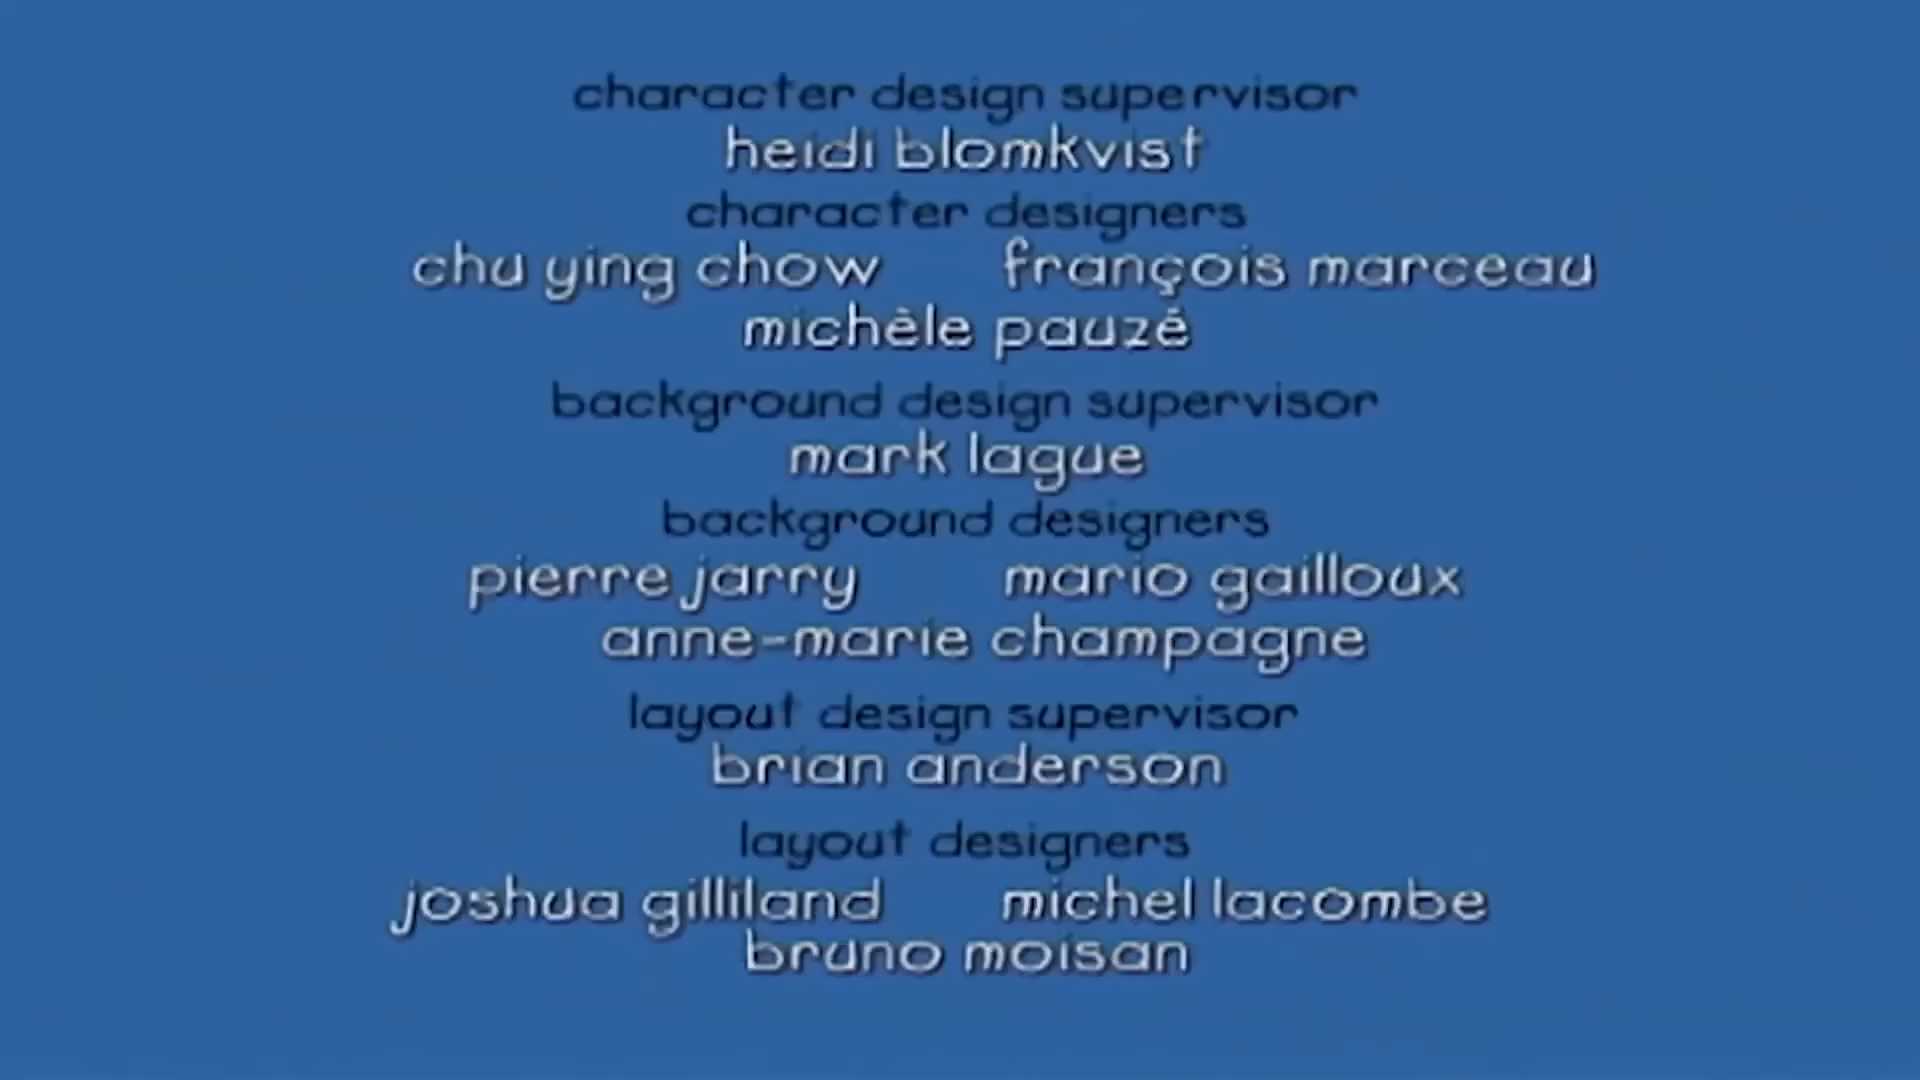 character design supervisor
heidi blomkvist
character designers
chu ying chow françois marceau
michèle pauzé
background design supervisor
mark lague
background designers
pierre jarry mario gailloux
anne-marie champagne
layout design supervisor
brian anderson
layout designers
joshua gilliland michel lacombe
bruno moisan